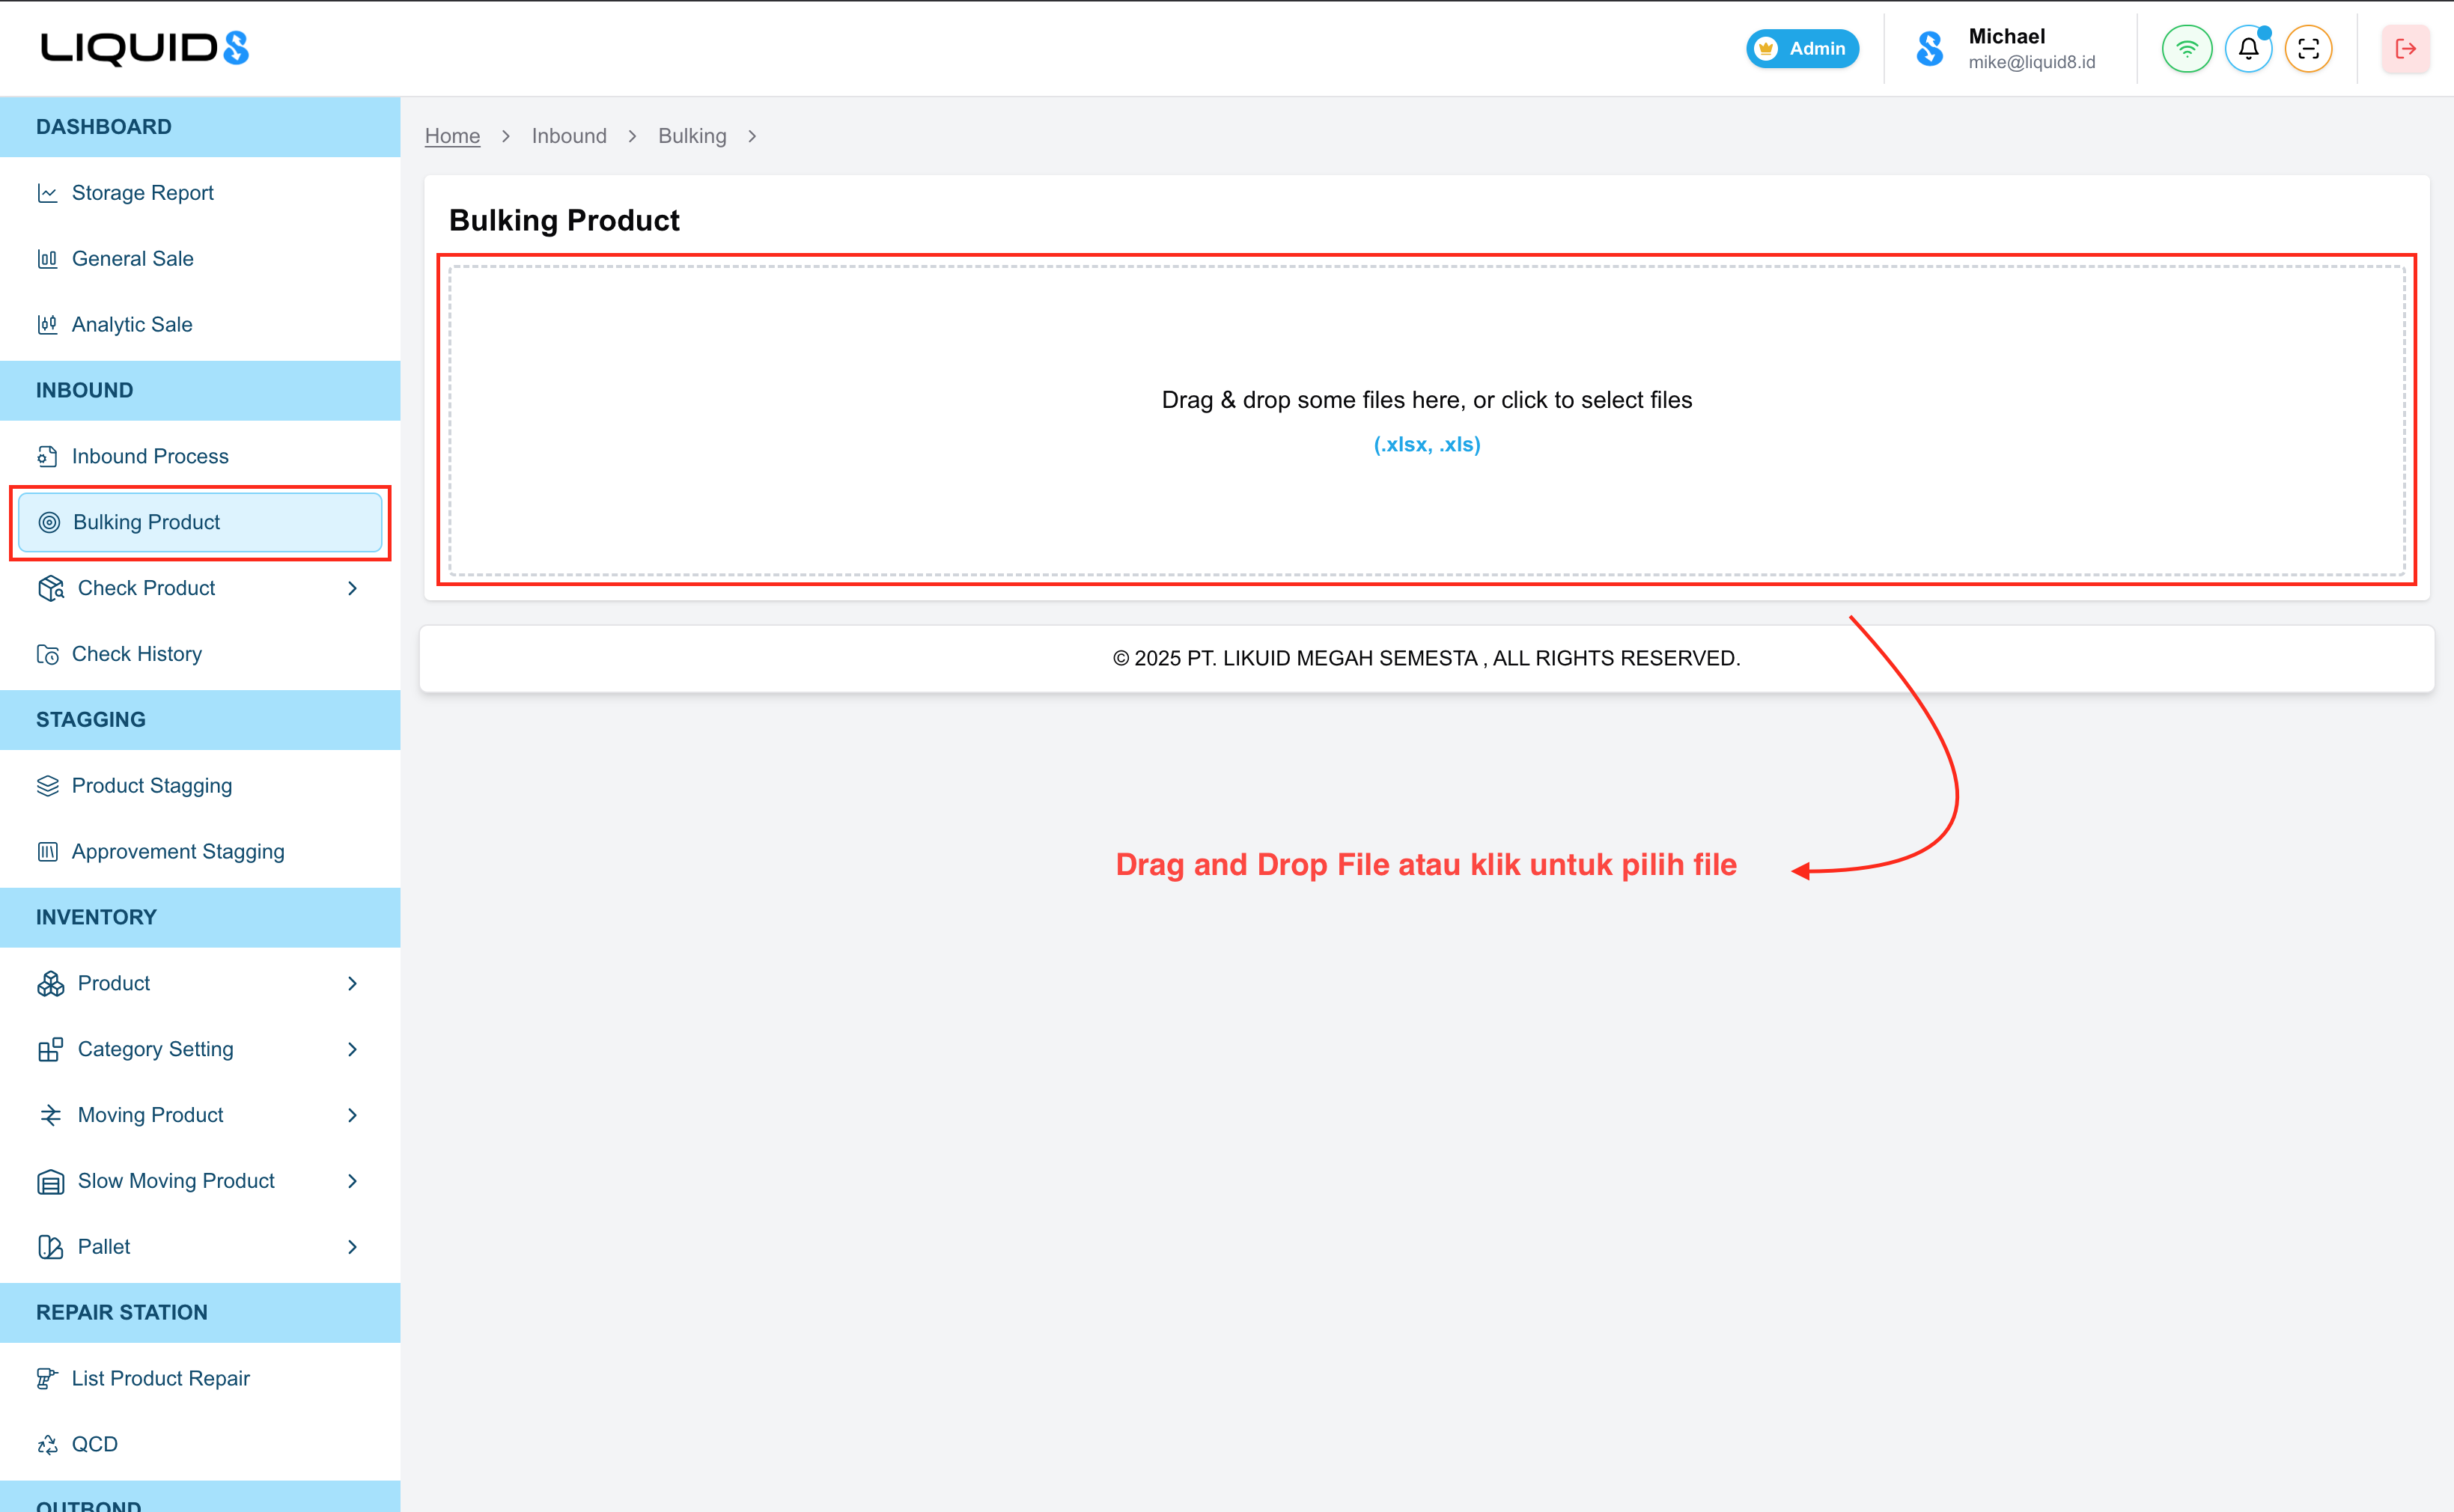 LIQUID8
Admin
Michael
mike@liquid8.id
DASHBOARD
Storage Report
General Sale
Analytic Sale
INBOUND
Inbound Process
Bulking Product
Check Product
Check History
STAGGING
Product Stagging
Approvement Stagging
INVENTORY
Product
Category Setting
Moving Product
Slow Moving Product
Pallet
REPAIR STATION
List Product Repair
QCD
OUTBOND
Home > Inbound > Bulking >
Bulking Product
Drag & drop some files here, or click to select files
(.xlsx, .xls)
© 2025 PT. LIKUID MEGAH SEMESTA , ALL RIGHTS RESERVED.
Drag and Drop File atau klik untuk pilih file